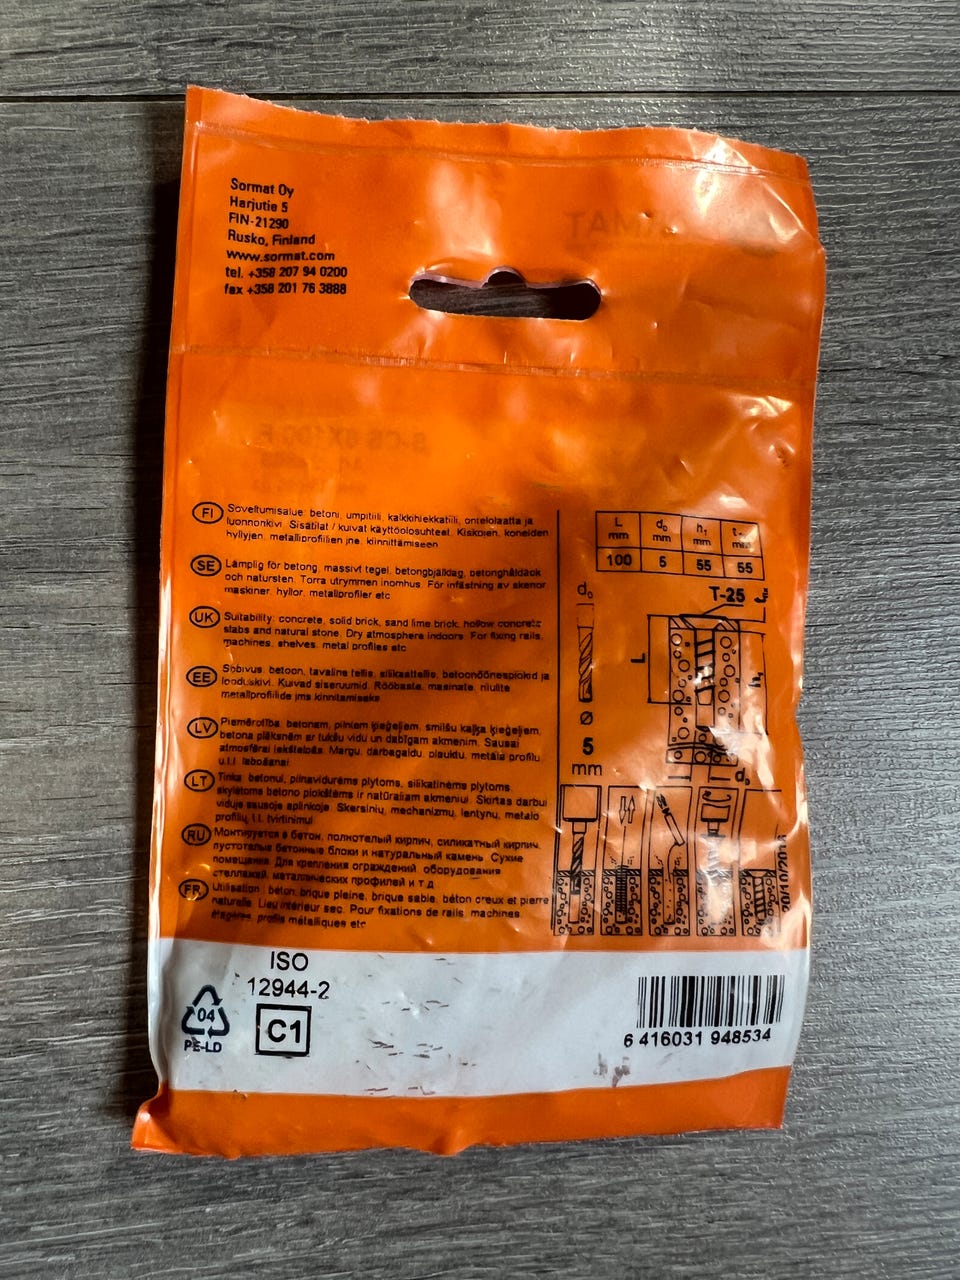 Sormat Oy
Harjutie 5
FIN-21290
Rusko, Finland
www.sormat.com
tel. +358 207 94 0200
fax +358 201 76 3888
FI Soveltumisalue: betoni, umpitiili, kalkkihiekkatiili, ontelolaatta ja
luonnonkivi. Sisätilat / kuivat käyttöolosuhteet. Kiskojen, koneiden
hyllyjen, metalliprofiilien jne. kiinnittämiseen
SE Lämplig för betong, massivt tegel, betongbjälklag, betonghåldäck
och natursten. Torra utrymmen inomhus. För infästning av skenor
maskiner, hyllor, metallprofiler etc
UK Suitability: concrete, solid brick, sand lime brick, hollow concrete
slabs and natural stone. Dry atmosphere indoors. For fixing rails,
machines, shelves, metal profiles etc
EE Sobivus: betoon, tavaline tellis, silikaattellis, betoonõõnesplokid ja
looduskivi. Kuivad siseruumid. Rööbaste, masinate, riiulite
metallprofiilide jms kinnitamiseks
LV Piemērotība: betonam, pilniem ķieģeļiem, smilšu kaļķa ķieģeļiem,
betona plāksnēm ar tukšu vidu un dabīgam akmenim. Sausai
atmosfērai iekštelpās. Margu, darbagaldu, plauktu, metāla profilu
u.t.l. labošanai
LT Tinka betonui, pilnavidurėms plytoms, silikatinėms plytoms,
skylėtoms betono plokštėms ir natūraliam akmeniui. Skirtas darbui
viduje sausoje aplinkoje. Skersinių, mechanizmų, lentynų, metalo
profilių, t.t. tvirtinimui
RU Монтируется в бетон, полнотелый кирпич, силикатный кирпич,
пустотелые бетонные блоки и натуральный камень. Сухие
помещения. Для крепления ограждений, оборудования
стеллажей, металлических профилей и т д
FR Utilisation: béton, brique pleine, brique sable, béton creux et pierre
naturelle. Lieu intérieur sec. Pour fixations de rails, machines,
étagères, profils métalliques etc
L mm d₀ mm h₁ mm mm
100 5 55 55
d₀
T-25
L
h₁
Ø
5
mm
d₀
20/10/2016
ISO
12944-2
C1
04
PE-LD
6 416031 948534